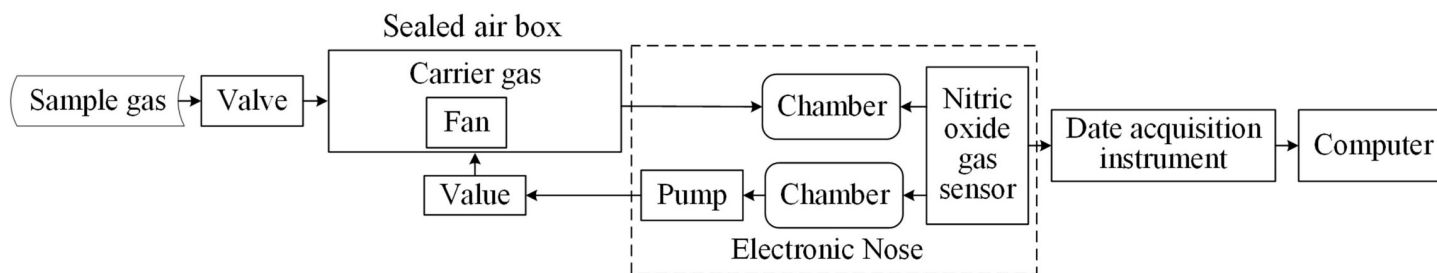 Sealed air box
Sample gas
Valve
Carrier gas
Fan
Chamber
Nitric
oxide
gas
sensor
Date acquisition
instrument
Computer
Value
Pump
Chamber
Electronic Nose